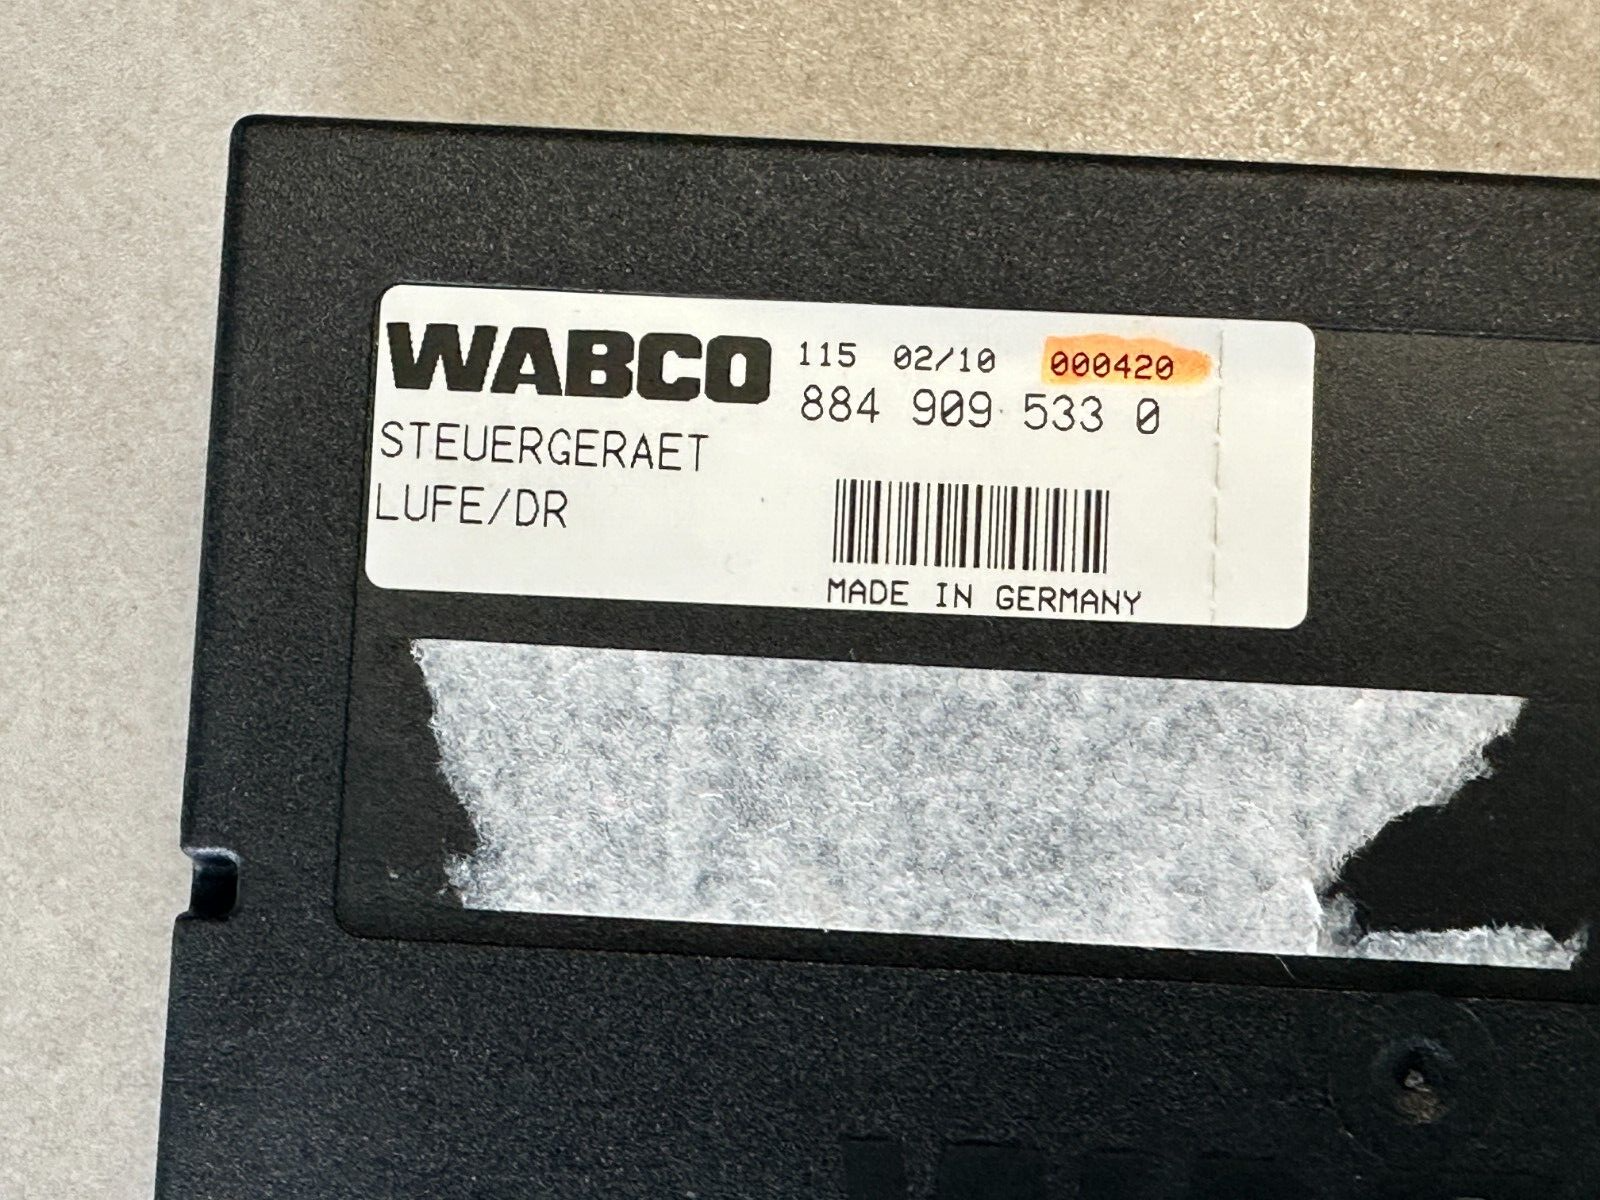 WABCO 115 02/10 000420
884 909 533 0
STEUERGERAET
LUFE/DR
MADE IN GERMANY